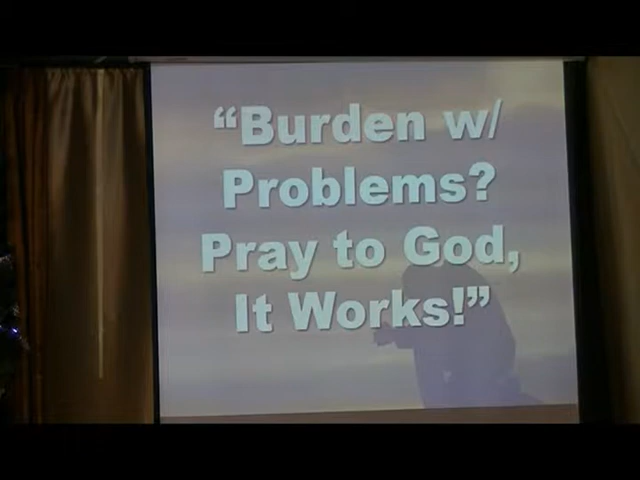 “Burden w/
Problems?
Pray to God,
It Works!”